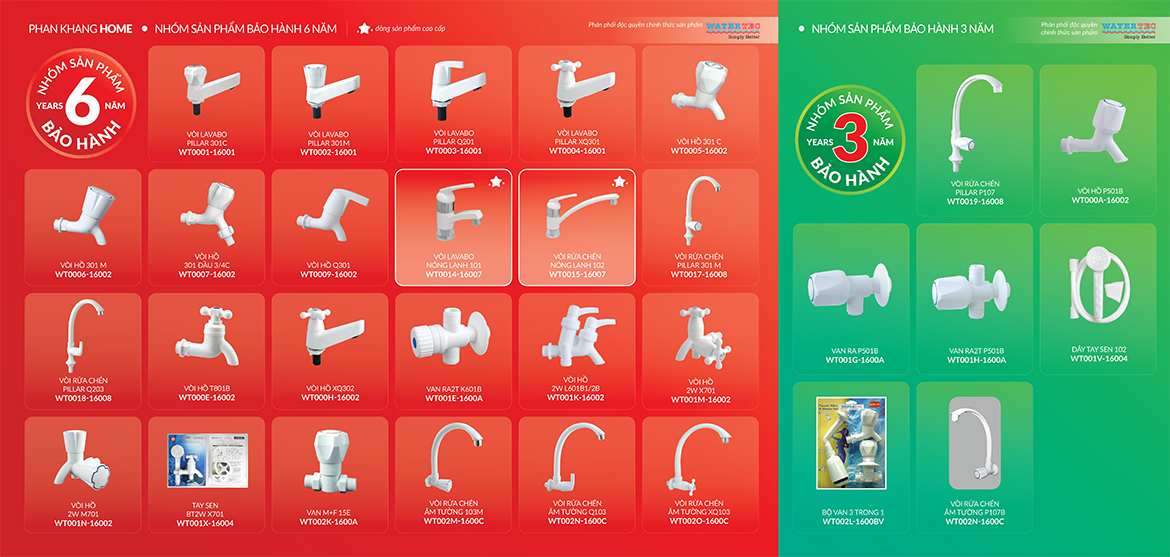 PHAN KHANG HOME • NHÓM SẢN PHẨM BẢO HÀNH 6 NĂM
dòng sản phẩm cao cấp
Phân phối độc quyền chính thức sản phẩm
WATERTEC
Simply Better
NHÓM SẢN PHẨM
YEARS 6 NĂM
BẢO HÀNH
VÒI LAVABO
PILLAR 301C
WT0001-16001
VÒI LAVABO
PILLAR 301M
WT0002-16001
VÒI LAVABO
PILLAR Q201
WT0003-16001
VÒI LAVABO
PILLAR XQ301
WT0004-16001
VÒI HỒ 301 C
WT0005-16002
VÒI HỒ 301 M
WT0006-16002
VÒI HỒ
301 ĐẦU 3/4C
WT0007-16002
VÒI HỒ Q301
WT0009-16002
VÒI LAVABO
NÓNG LẠNH 101
WT0014-16007
VÒI RỬA CHÉN
NÓNG LẠNH 102
WT0015-16007
VÒI RỬA CHÉN
PILLAR 301 M
WT0017-16008
VÒI RỬA CHÉN
PILLAR Q203
WT0018-16008
VÒI HỒ T801B
WT000E-16002
VÒI HỒ XQ302
WT000H-16002
VAN RA2T K601B
WT001E-1600A
VÒI HỒ
2W L601B1/2B
WT001K-16002
VÒI HỒ
2W X701
WT001M-16002
VÒI HỒ
2W M701
WT001N-16002
TAY SEN
BT2W X701
WT001X-16004
VAN M+F 15E
WT002K-1600A
VÒI RỬA CHÉN
ÂM TƯỜNG 103M
WT002M-1600C
VÒI RỬA CHÉN
ÂM TƯỜNG Q103
WT002N-1600C
VÒI RỬA CHÉN
ÂM TƯỜNG XQ103
WT002O-1600C
• NHÓM SẢN PHẨM BẢO HÀNH 3 NĂM
Phân phối độc quyền
chính thức sản phẩm
WATERTEC
Simply Better
NHÓM SẢN PHẨM
YEARS 3 NĂM
BẢO HÀNH
VÒI RỬA CHÉN
PILLAR P107
WT0019-16008
VÒI HỒ P501B
WT000A-16002
VAN RA P501B
WT001G-1600A
VAN RA2T P501B
WT001H-1600A
DÂY TAY SEN 102
WT001V-16004
BỘ VAN 3 TRONG 1
WT002L-1600BV
VÒI RỬA CHÉN
ÂM TƯỜNG P107B
WT002N-1600C